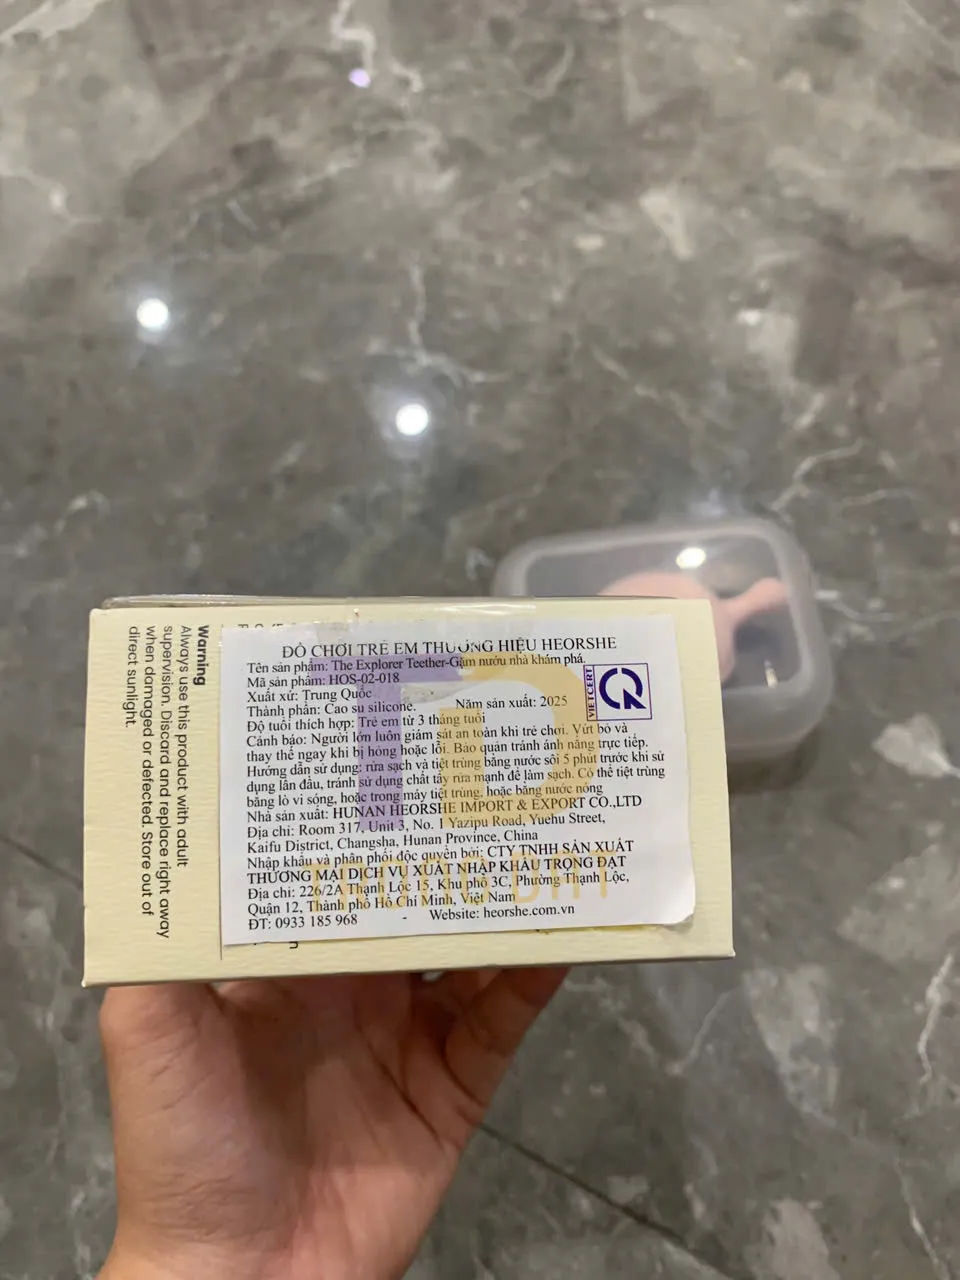 Warning
Always use this product with adult
supervision. Discard and replace right away
when damaged or defected. Store out of
direct sunlight.
ĐỒ CHƠI TRẺ EM THƯƠNG HIỆU HEORSHE
Tên sản phẩm: The Explorer Teether-Gặm nướu nhà khám phá.
Mã sản phẩm: HOS-02-018
Xuất xứ: Trung Quốc
Thành phần: Cao su silicone. Năm sản xuất: 2025
Độ tuổi thích hợp: Trẻ em từ 3 tháng tuổi
Cảnh báo: Người lớn luôn giám sát an toàn khi trẻ chơi. Vứt bỏ và
thay thế ngay khi bị hỏng hoặc lỗi. Bảo quản tránh ánh nắng trực tiếp.
Hướng dẫn sử dụng: rửa sạch và tiệt trùng bằng nước sôi 5 phút trước khi sử
dụng lần đầu, tránh sử dụng chất tẩy rửa mạnh để làm sạch. Có thể tiệt trùng
bằng lò vi sóng, hoặc trong máy tiệt trùng, hoặc bằng nước nóng
Nhà sản xuất: HUNAN HEORSHE IMPORT & EXPORT CO.,LTD
Địa chỉ: Room 317, Unit 3, No. 1 Yazipu Road, Yuehu Street,
Kaifu District, Changsha, Hunan Province, China
Nhập khẩu và phân phối độc quyền bởi: CTY TNHH SẢN XUẤT
THƯƠNG MẠI DỊCH VỤ XUẤT NHẬP KHẨU TRỌNG ĐẠT
Địa chỉ: 226/2A Thạnh Lộc 15, Khu phố 3C, Phường Thạnh Lộc,
Quận 12, Thành phố Hồ Chí Minh, Việt Nam
ĐT: 0933 185 968 - Website: heorshe.com.vn
VIETCERT